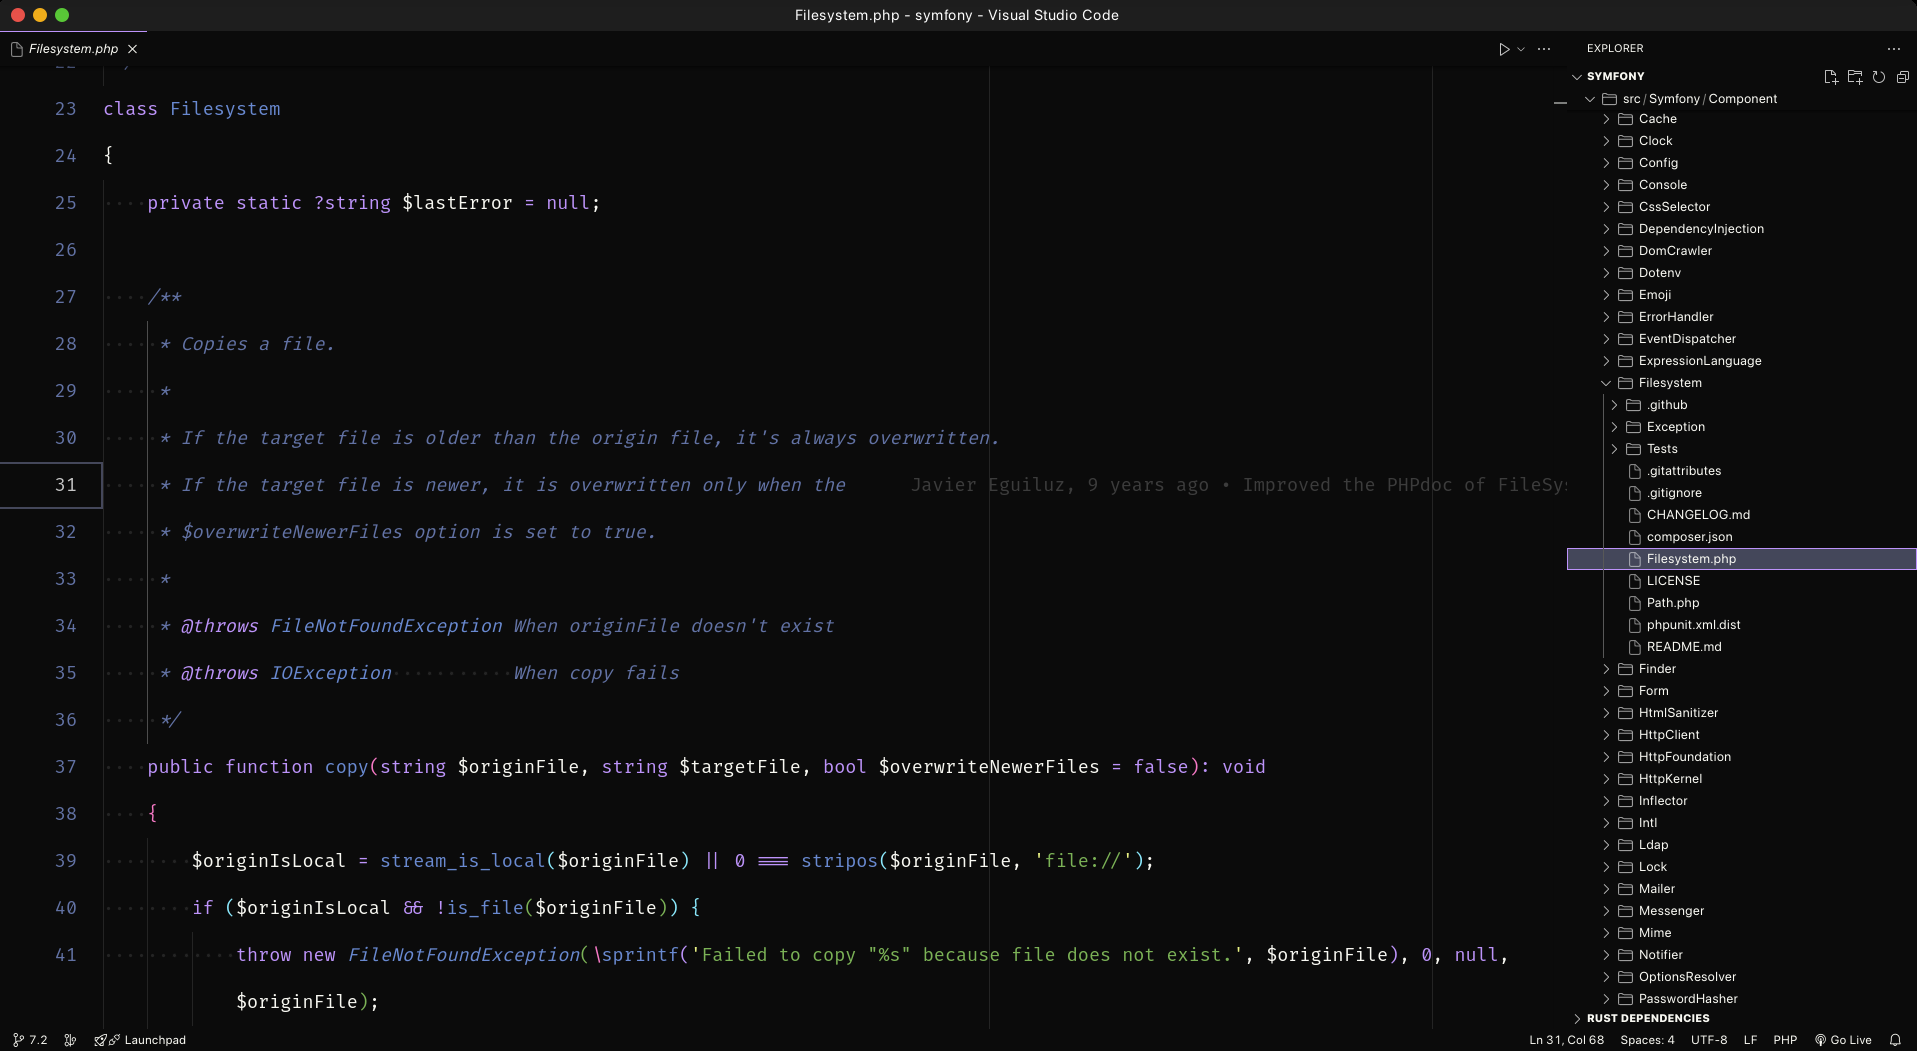 Filesystem.php - symfony - Visual Studio Code
Filesystem.php
23 class Filesystem
24 {
25 private static ?string $lastError = null;
26
27 /**
28 * Copies a file.
29 *
30 * If the target file is older than the origin file, it's always overwritten.
31 * If the target file is newer, it is overwritten only when the Javier Eguiluz, 9 years ago • Improved the PHPdoc of FileSys
32 * $overwriteNewerFiles option is set to true.
33 *
34 * @throws FileNotFoundException When originFile doesn't exist
35 * @throws IOException When copy fails
36 */
37 public function copy(string $originFile, string $targetFile, bool $overwriteNewerFiles = false): void
38 {
39 $originIsLocal = stream_is_local($originFile) || 0 === stripos($originFile, 'file://');
40 if ($originIsLocal && !is_file($originFile)) {
41 throw new FileNotFoundException(\sprintf('Failed to copy "%s" because file does not exist.', $originFile), 0, null,
$originFile);
EXPLORER
SYMFONY
src / Symfony / Component
Cache
Clock
Config
Console
CssSelector
DependencyInjection
DomCrawler
Dotenv
Emoji
ErrorHandler
EventDispatcher
ExpressionLanguage
Filesystem
.github
Exception
Tests
.gitattributes
.gitignore
CHANGELOG.md
composer.json
Filesystem.php
LICENSE
Path.php
phpunit.xml.dist
README.md
Finder
Form
HtmlSanitizer
HttpClient
HttpFoundation
HttpKernel
Inflector
Intl
Ldap
Lock
Mailer
Messenger
Mime
Notifier
OptionsResolver
PasswordHasher
RUST DEPENDENCIES
7.2 Launchpad Ln 31, Col 68 Spaces: 4 UTF-8 LF PHP Go Live